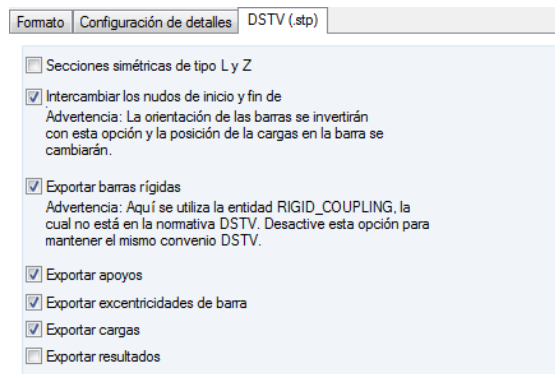 Formato Configuración de detalles DSTV (.stp)
Secciones simétricas de tipo L y Z
Intercambiar los nudos de inicio y fin de
Advertencia: La orientación de las barras se invertirán
con esta opción y la posición de la cargas en la barra se
cambiarán.
Exportar barras rígidas
Advertencia: Aquí se utiliza la entidad RIGID_COUPLING, la
cual no está en la normativa DSTV. Desactive esta opción para
mantener el mismo convenio DSTV.
Exportar apoyos
Exportar excentricidades de barra
Exportar cargas
Exportar resultados